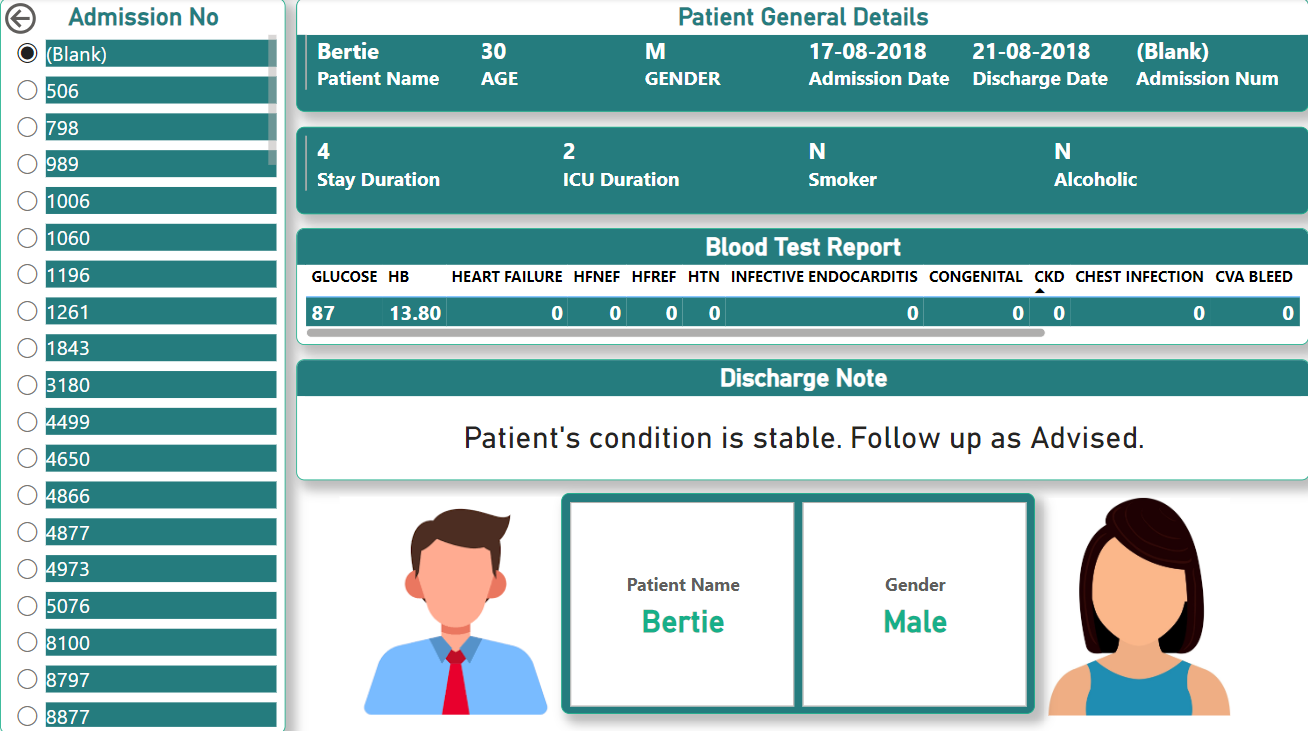 Admission No
(Blank)
506
798
989
1006
1060
1196
1261
1843
3180
4499
4650
4866
4877
4973
5076
8100
8797
8877
Patient General Details
Bertie 30 M 17-08-2018 21-08-2018 (Blank)
Patient Name AGE GENDER Admission Date Discharge Date Admission Num
4 2 N N
Stay Duration ICU Duration Smoker Alcoholic
Blood Test Report
GLUCOSE HB HEART FAILURE HFNEF HFREF HTN INFECTIVE ENDOCARDITIS CONGENITAL CKD CHEST INFECTION CVA BLEED
87 13.80 0 0 0 0 0 0 0 0 0
Discharge Note
Patient's condition is stable. Follow up as Advised.
Patient Name Gender
Bertie Male